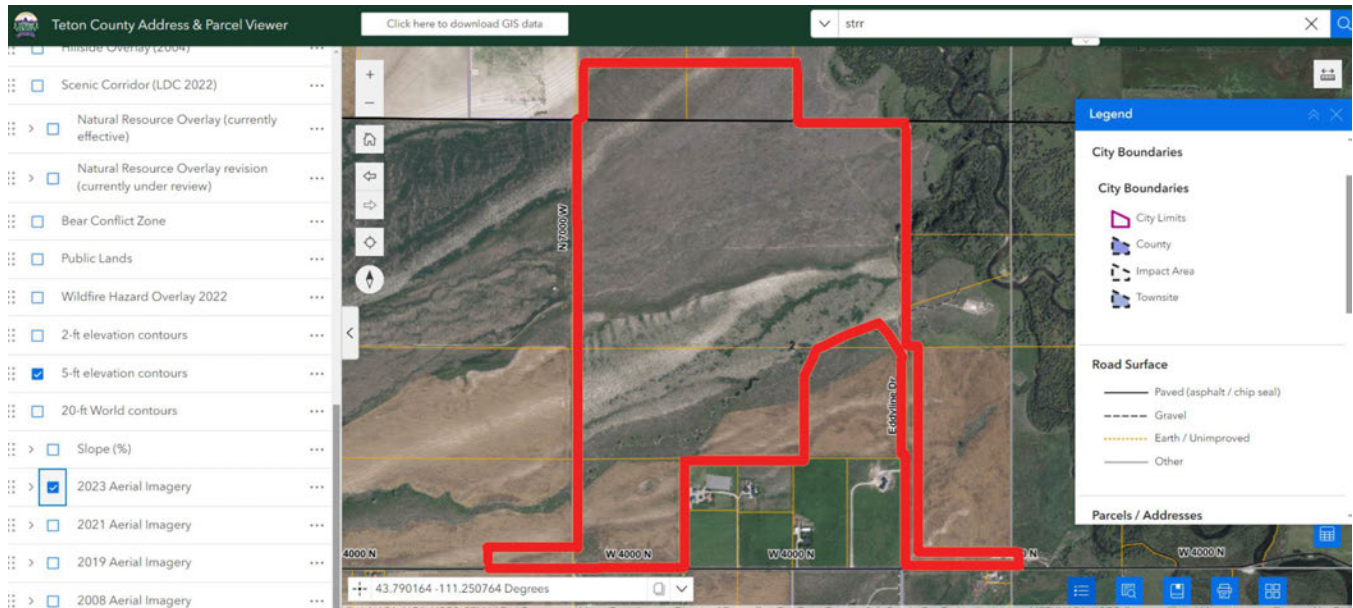 Teton County Address & Parcel Viewer
Click here to download GIS data
strr
Hillside Overlay (2004)
Scenic Corridor (LDC 2022)
Natural Resource Overlay (currently
effective)
Natural Resource Overlay revision
(currently under review)
Bear Conflict Zone
Public Lands
Wildfire Hazard Overlay 2022
2-ft elevation contours
5-ft elevation contours
20-ft World contours
Slope (%)
2023 Aerial Imagery
2021 Aerial Imagery
2019 Aerial Imagery
2008 Aerial Imagery
N 7000 W
2
Eddyline Dr
4000 N
W 4000 N
W 4000 N
N
W 4000 N
43.790164 -111.250764 Degrees
Legend
City Boundaries
City Boundaries
City Limits
County
Impact Area
Townsite
Road Surface
Paved (asphalt / chip seal)
Gravel
Earth / Unimproved
Other
Parcels / Addresses